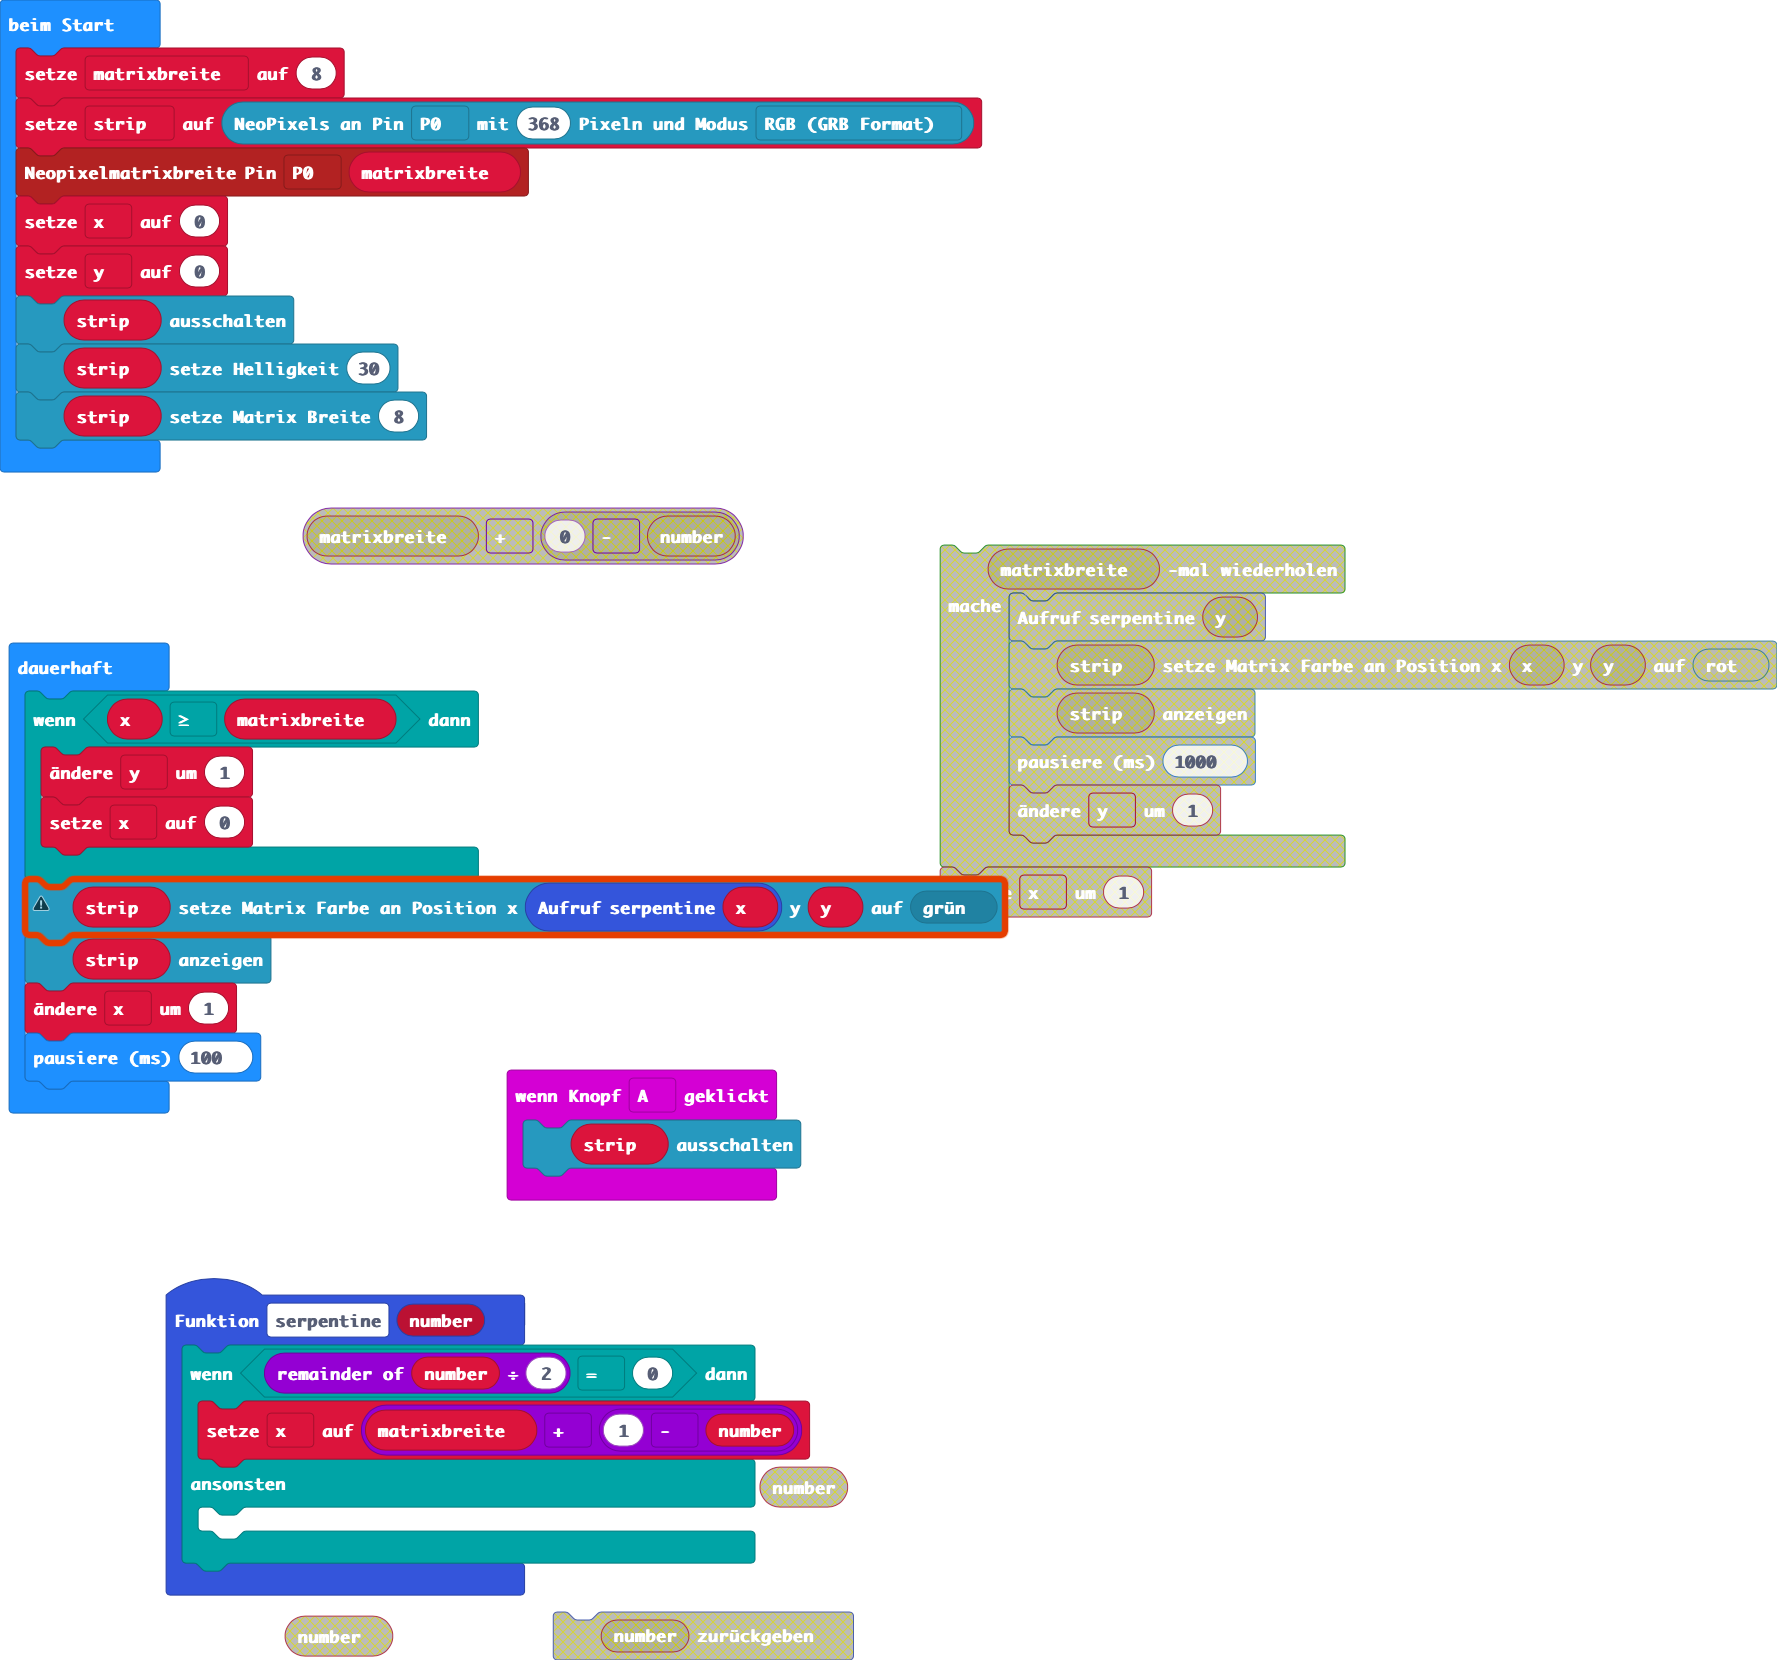 beim Start
setze matrixbreite auf 8
setze strip auf NeoPixels an Pin P0 mit 368 Pixeln und Modus RGB (GRB Format)
Neopixelmatrixbreite Pin P0 matrixbreite
setze x auf 0
setze y auf 0
strip ausschalten
strip setze Helligkeit 30
strip setze Matrix Breite 8
matrixbreite + 0 - number
matrixbreite -mal wiederholen
mache
Aufruf serpentine y
strip setze Matrix Farbe an Position x x y y auf rot
strip anzeigen
pausiere (ms) 1000
ändere y um 1
x um 1
dauerhaft
wenn x ≥ matrixbreite dann
ändere y um 1
setze x auf 0
strip setze Matrix Farbe an Position x Aufruf serpentine x y y auf grün
strip anzeigen
ändere x um 1
pausiere (ms) 100
wenn Knopf A geklickt
strip ausschalten
Funktion serpentine number
wenn remainder of number ÷ 2 = 0 dann
setze x auf matrixbreite + 1 - number
ansonsten
number
number
number zurückgeben